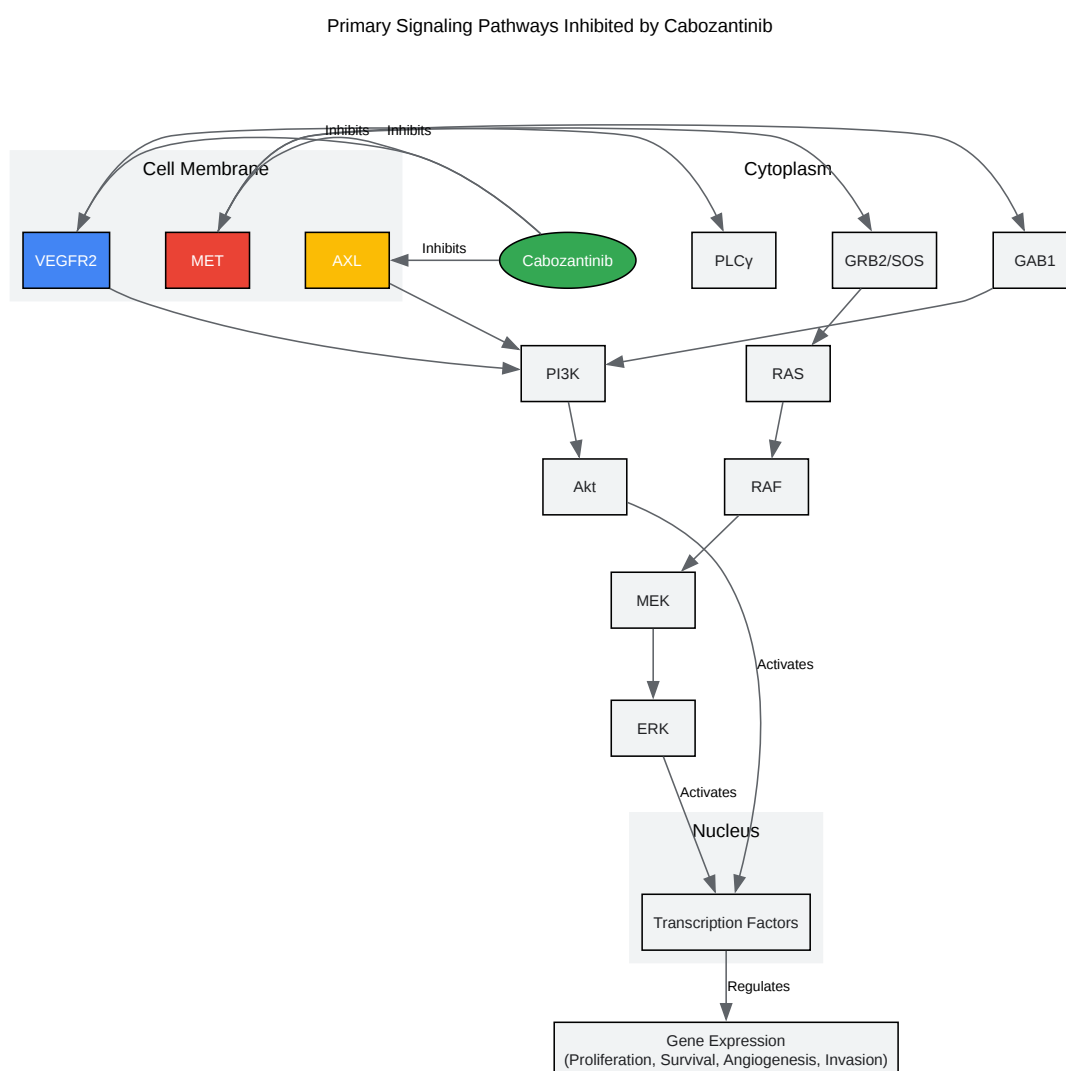 Primary Signaling Pathways Inhibited by Cabozantinib
Inhibits
Inhibits
Cell Membrane
Cytoplasm
VEGFR2
MET
AXL
Inhibits
Cabozantinib
PLCγ
GRB2/SOS
GAB1
PI3K
RAS
Akt
RAF
MEK
Activates
ERK
Activates
Nucleus
Transcription Factors
Regulates
Gene Expression
(Proliferation, Survival, Angiogenesis, Invasion)